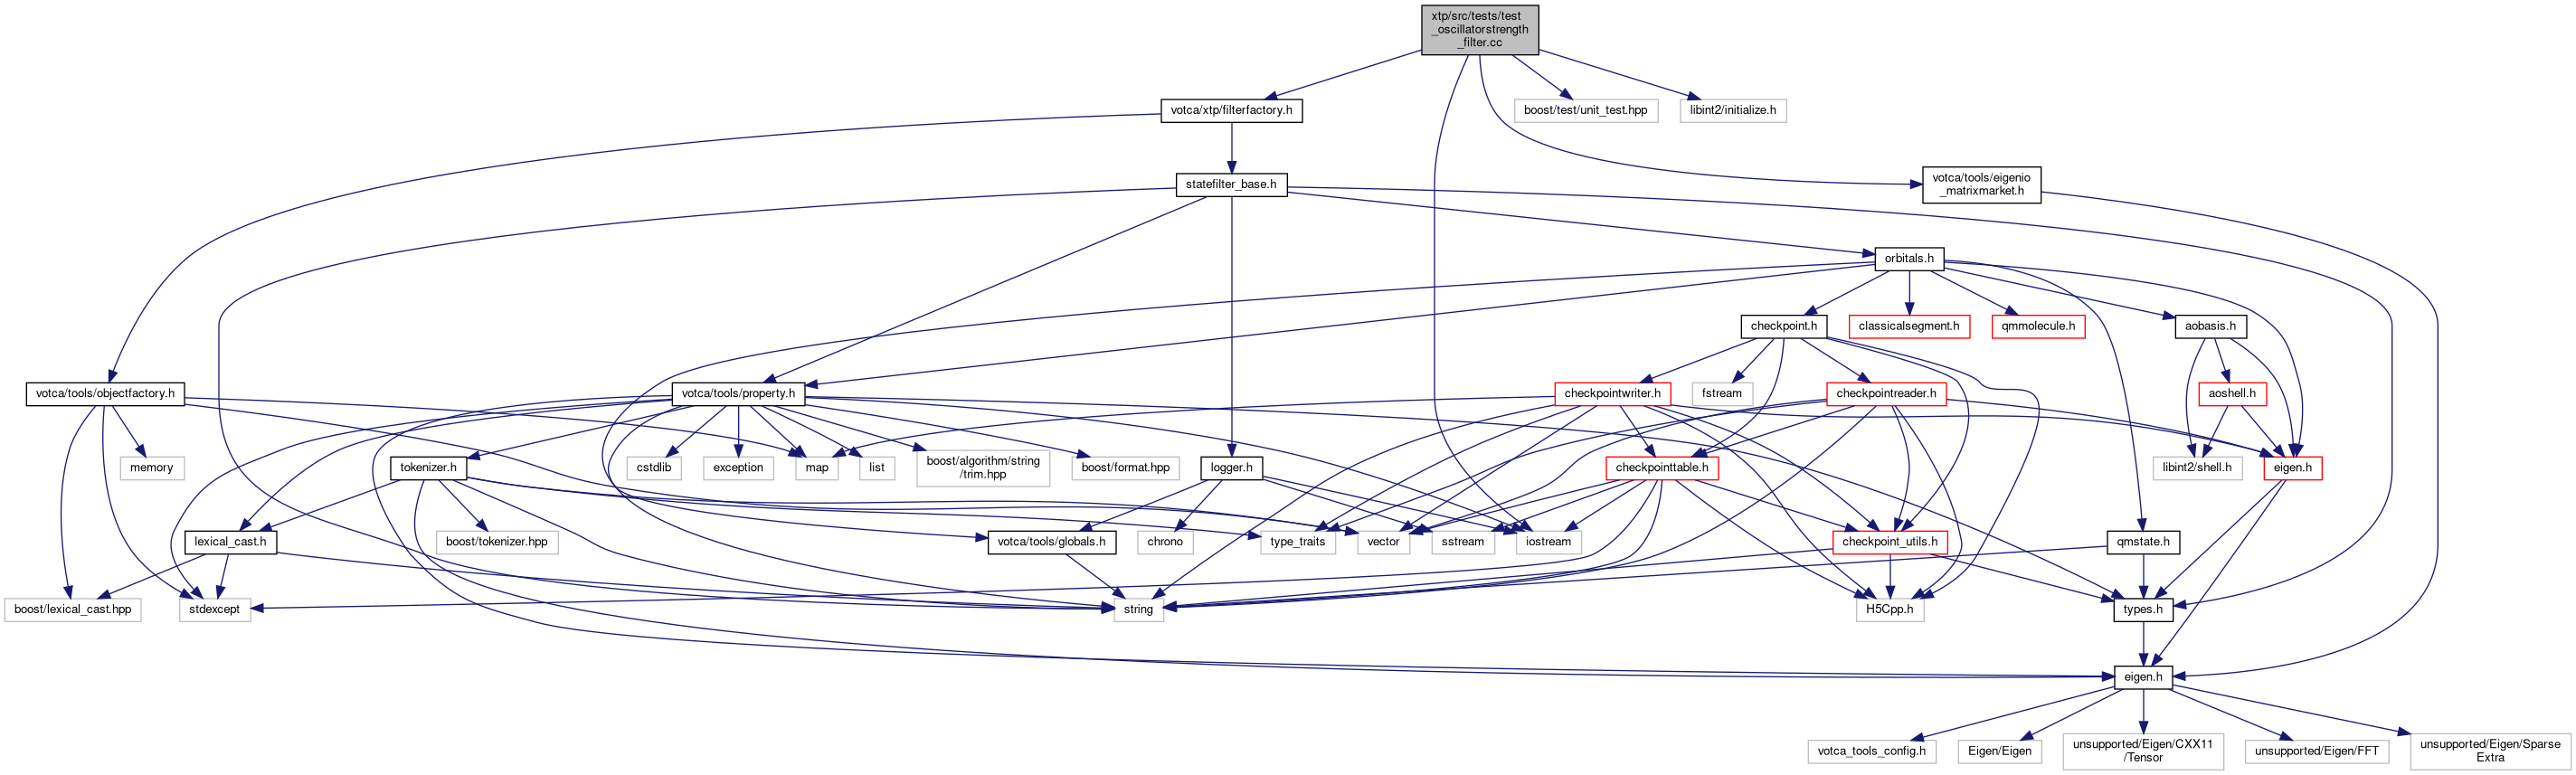 xtp/src/tests/test
_oscillatorstrength
_filter.cc
votca/xtp/filterfactory.h
boost/test/unit_test.hpp
libint2/initialize.h
statefilter_base.h
votca/tools/eigenio
_matrixmarket.h
orbitals.h
checkpoint.h
classicalsegment.h
qmmolecule.h
aobasis.h
votca/tools/objectfactory.h
votca/tools/property.h
checkpointwriter.h
fstream
checkpointreader.h
aoshell.h
memory
tokenizer.h
cstdlib
exception
map
list
boost/algorithm/string
/trim.hpp
boost/format.hpp
logger.h
checkpointtable.h
libint2/shell.h
eigen.h
lexical_cast.h
boost/tokenizer.hpp
votca/tools/globals.h
chrono
type_traits
vector
sstream
iostream
checkpoint_utils.h
qmstate.h
boost/lexical_cast.hpp
stdexcept
string
H5Cpp.h
types.h
eigen.h
votca_tools_config.h
Eigen/Eigen
unsupported/Eigen/CXX11
/Tensor
unsupported/Eigen/FFT
unsupported/Eigen/Sparse
Extra